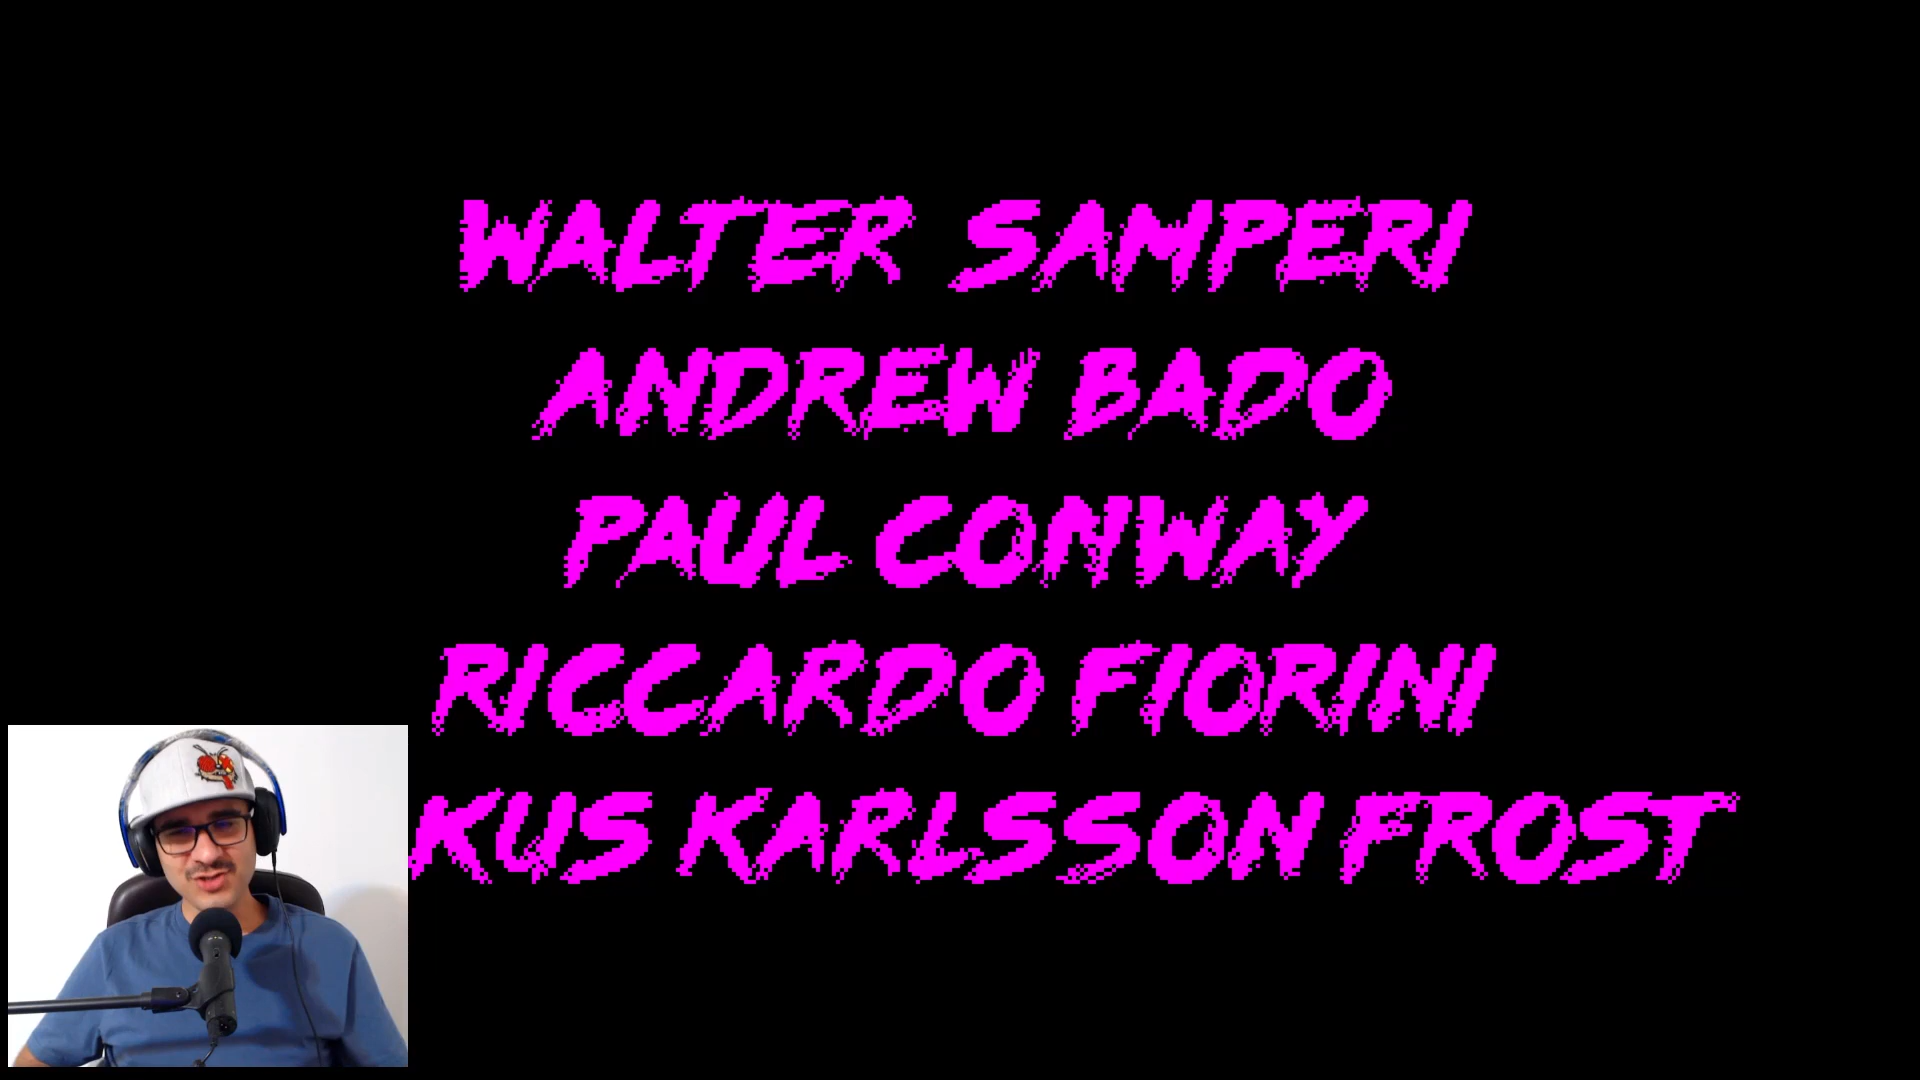 WALTER SAMPERI
ANDREW BADO
PAUL CONWAY
RICCARDO FIORINI
KUS KARLSSON FROST